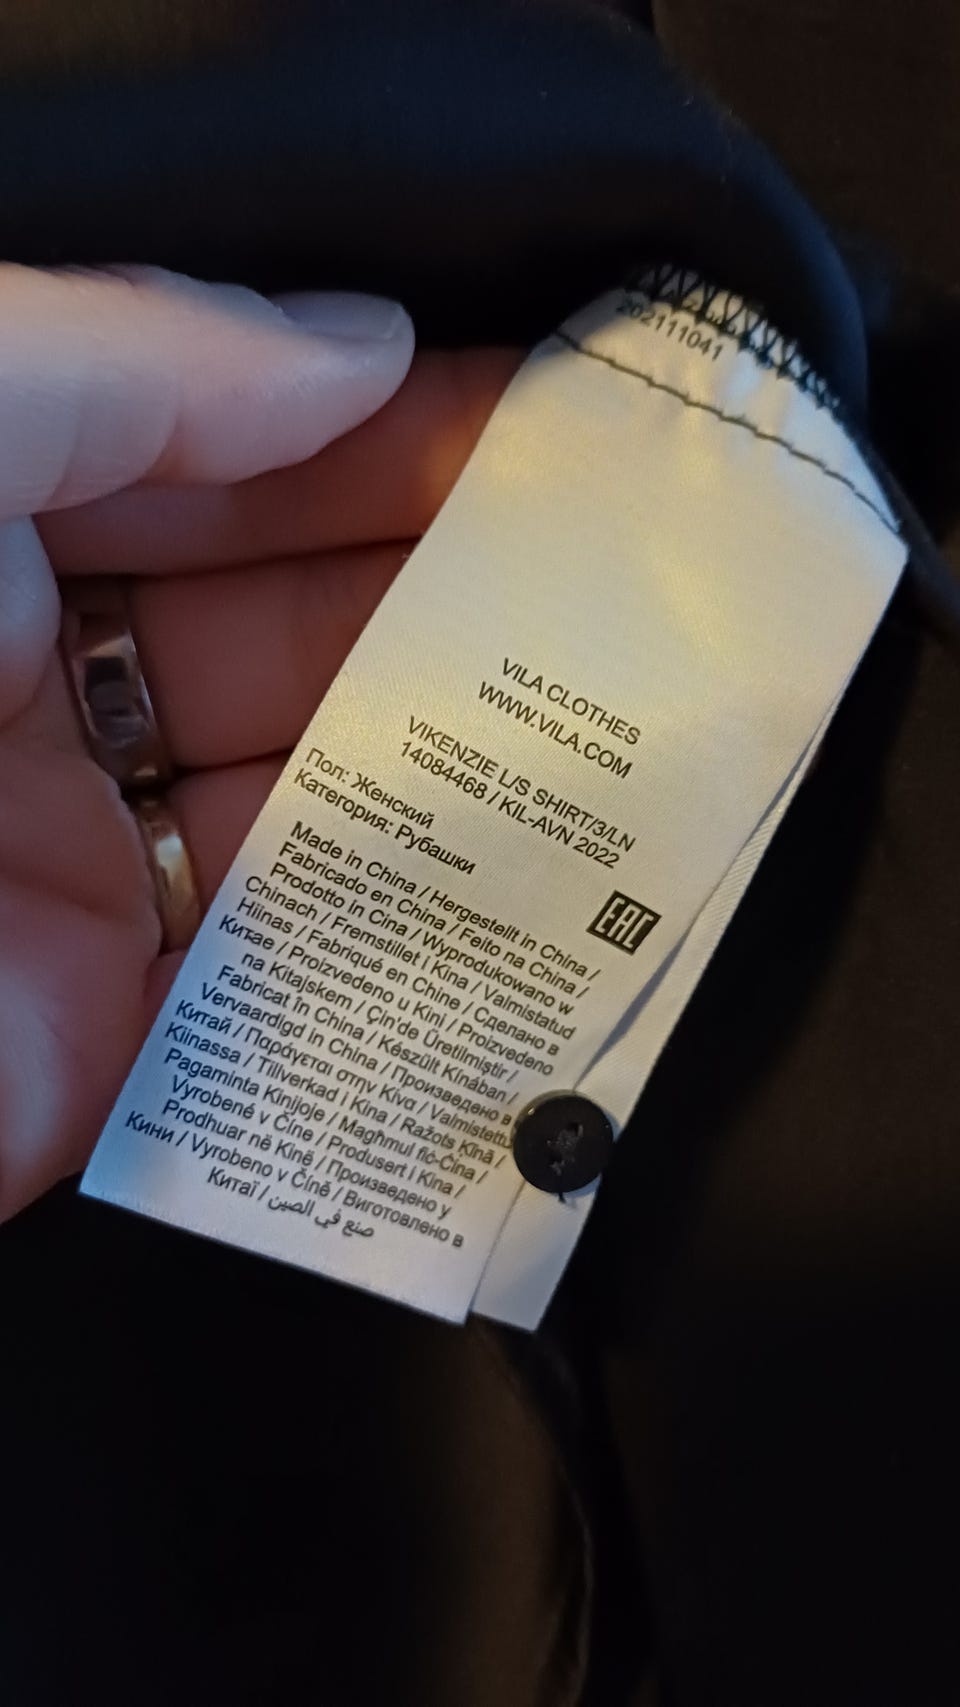 202111041
VILA CLOTHES
WWW.VILA.COM
VIKENZIE L/S SHIRT/3/LN
14084468 / KIL-AVN 2022
Пол: Женский
Категория: Рубашки
EAC
Made in China / Hergestellt in China /
Fabricado en China / Feito na China /
Prodotto in Cina / Wyprodukowano w
Chinach / Fremstillet i Kina / Valmistatud
Hiinas / Fabriqué en Chine / Сделано в
Китае / Proizvedeno u Kini / Proizvedeno
na Kitajskem / Çin'de Üretilmiştir /
Fabricat în China / Készült Kínában /
Vervaardigd in China / Произведено в
Китай / Παράγεται στην Κίνα / Valmistettu
Kiinassa / Tillverkad i Kina / Ražots Ķīnā /
Pagaminta Kinijoje / Magħmul fiċ-Ċina /
Vyrobené v Číne / Produsert i Kina /
Prodhuar në Kinë / Произведено у
Кини / Vyrobeno v Číně / Виготовлено в
Китаї / صنع في الصين